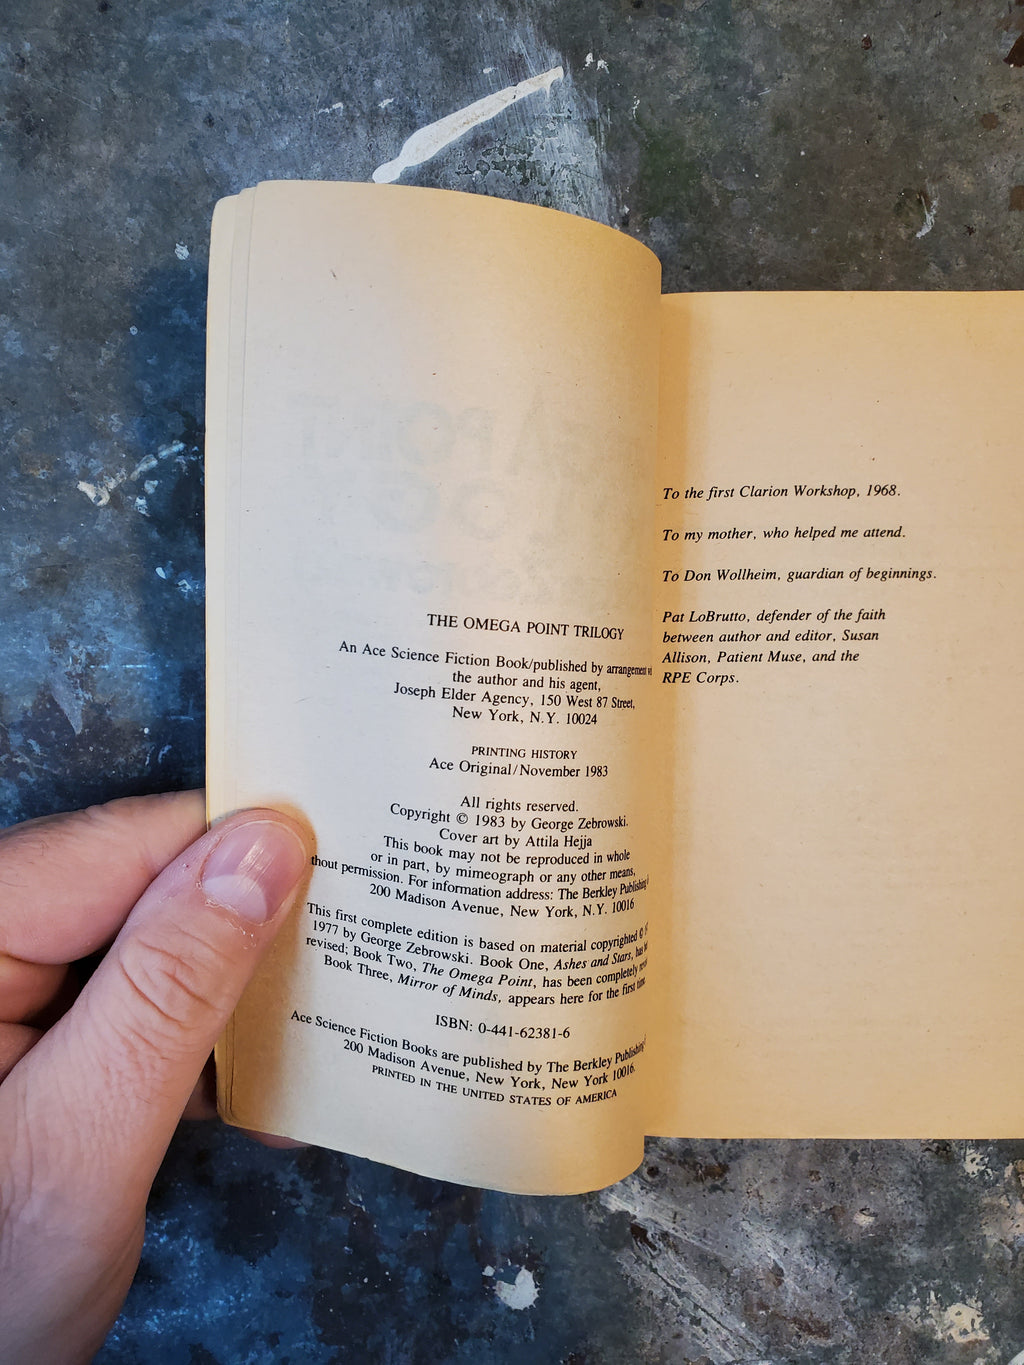 THE OMEGA POINT TRILOGY
An Ace Science Fiction Book/published by arrangement
the author and his agent,
Joseph Elder Agency, 150 West 87 Street,
New York, N.Y. 10024
PRINTING HISTORY
Ace Original/November 1983
All rights reserved.
Copyright © 1983 by George Zebrowski.
Cover art by Attila Hejja
This book may not be reproduced in whole
or in part, by mimeograph or any other means,
thout permission. For information address: The Berkley Publishing
200 Madison Avenue, New York, N.Y. 10016
This first complete edition is based on material copyrighted ©
1977 by George Zebrowski. Book One, Ashes and Stars, has
revised; Book Two, The Omega Point, has been completely
Book Three, Mirror of Minds, appears here for the first time.
ISBN: 0-441-62381-6
Ace Science Fiction Books are published by The Berkley Publishing
200 Madison Avenue, New York, New York 10016.
PRINTED IN THE UNITED STATES OF AMERICA
To the first Clarion Workshop, 1968.
To my mother, who helped me attend.
To Don Wollheim, guardian of beginnings.
Pat LoBrutto, defender of the faith
between author and editor, Susan
Allison, Patient Muse, and the
RPE Corps.